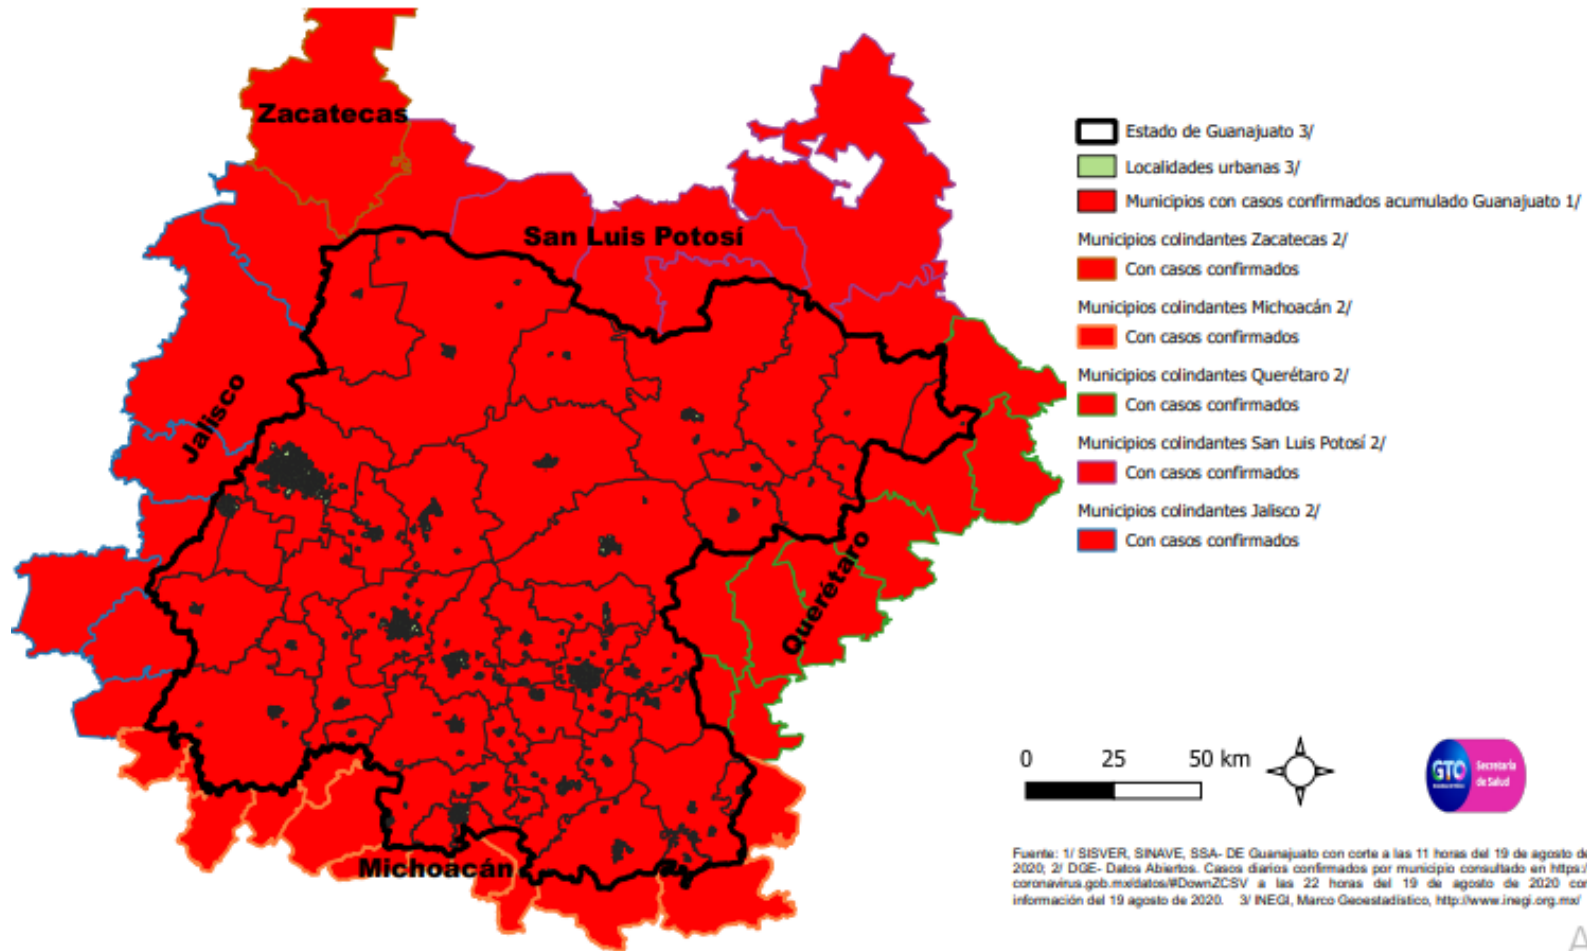 Zacatecas
San Luis Potosí
Jalisco
Querétaro
Michoacán
Estado de Guanajuato 3/
Localidades urbanas 3/
Municipios con casos confirmados acumulado Guanajuato 1/
Municipios colindantes Zacatecas 2/
Con casos confirmados
Municipios colindantes Michoacán 2/
Con casos confirmados
Municipios colindantes Querétaro 2/
Con casos confirmados
Municipios colindantes San Luis Potosí 2/
Con casos confirmados
Municipios colindantes Jalisco 2/
Con casos confirmados
0 25 50 km
GTO
Secretaría
de Salud
Fuente: 1/ SISVER, SINAVE, SSA- DE Guanajuato con corte a las 11 horas del 19 de agosto de
2020; 2/ DGE- Datos Abiertos. Casos diarios confirmados por municipio consultado en https:/
coronavirus.gob.mx/datos/#DownZCSV a las 22 horas del 19 de agosto de 2020 con
información del 19 agosto de 2020. 3/ INEGI, Marco Geoestadístico, http://www.inegi.org.mx/
A